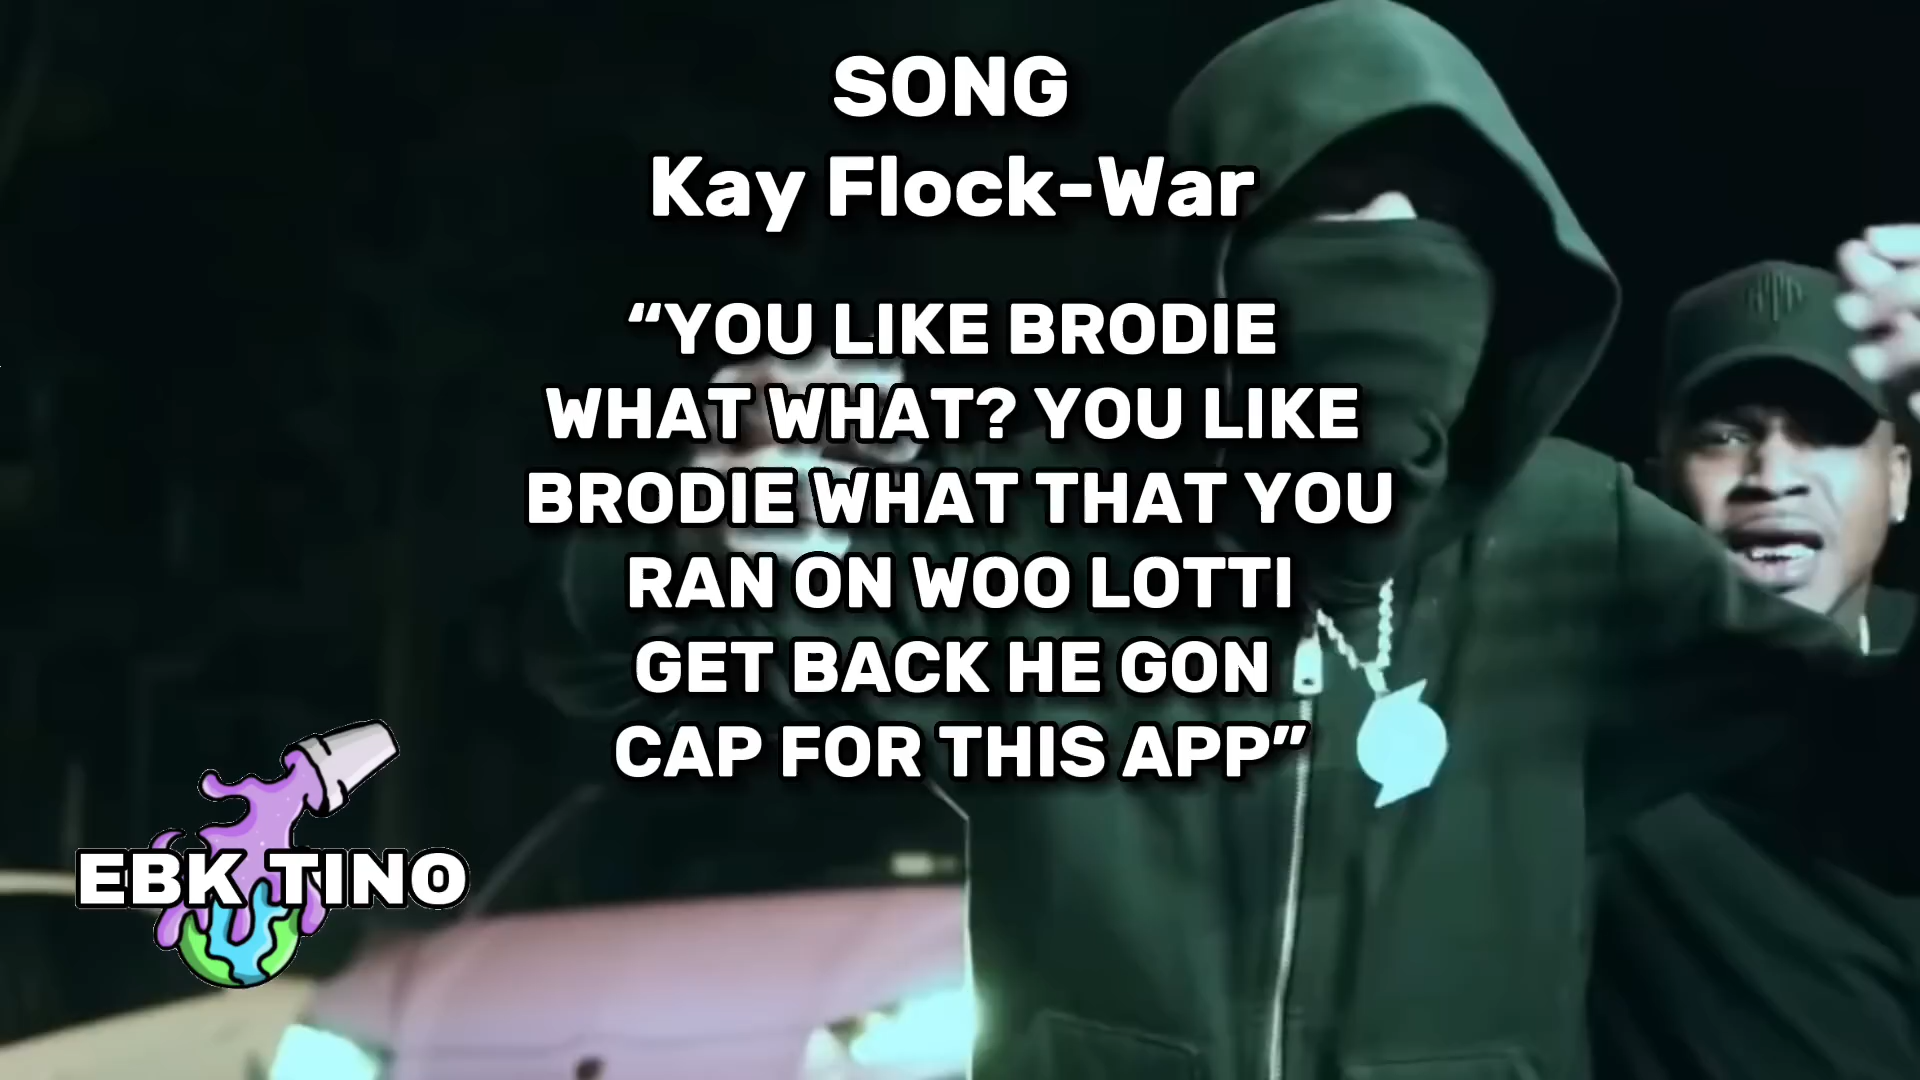 SONG
Kay Flock-War
“YOU LIKE BRODIE
WHAT WHAT? YOU LIKE
BRODIE WHAT THAT YOU
RAN ON WOO LOTTI
GET BACK HE GON
CAP FOR THIS APP”
EBK TINO